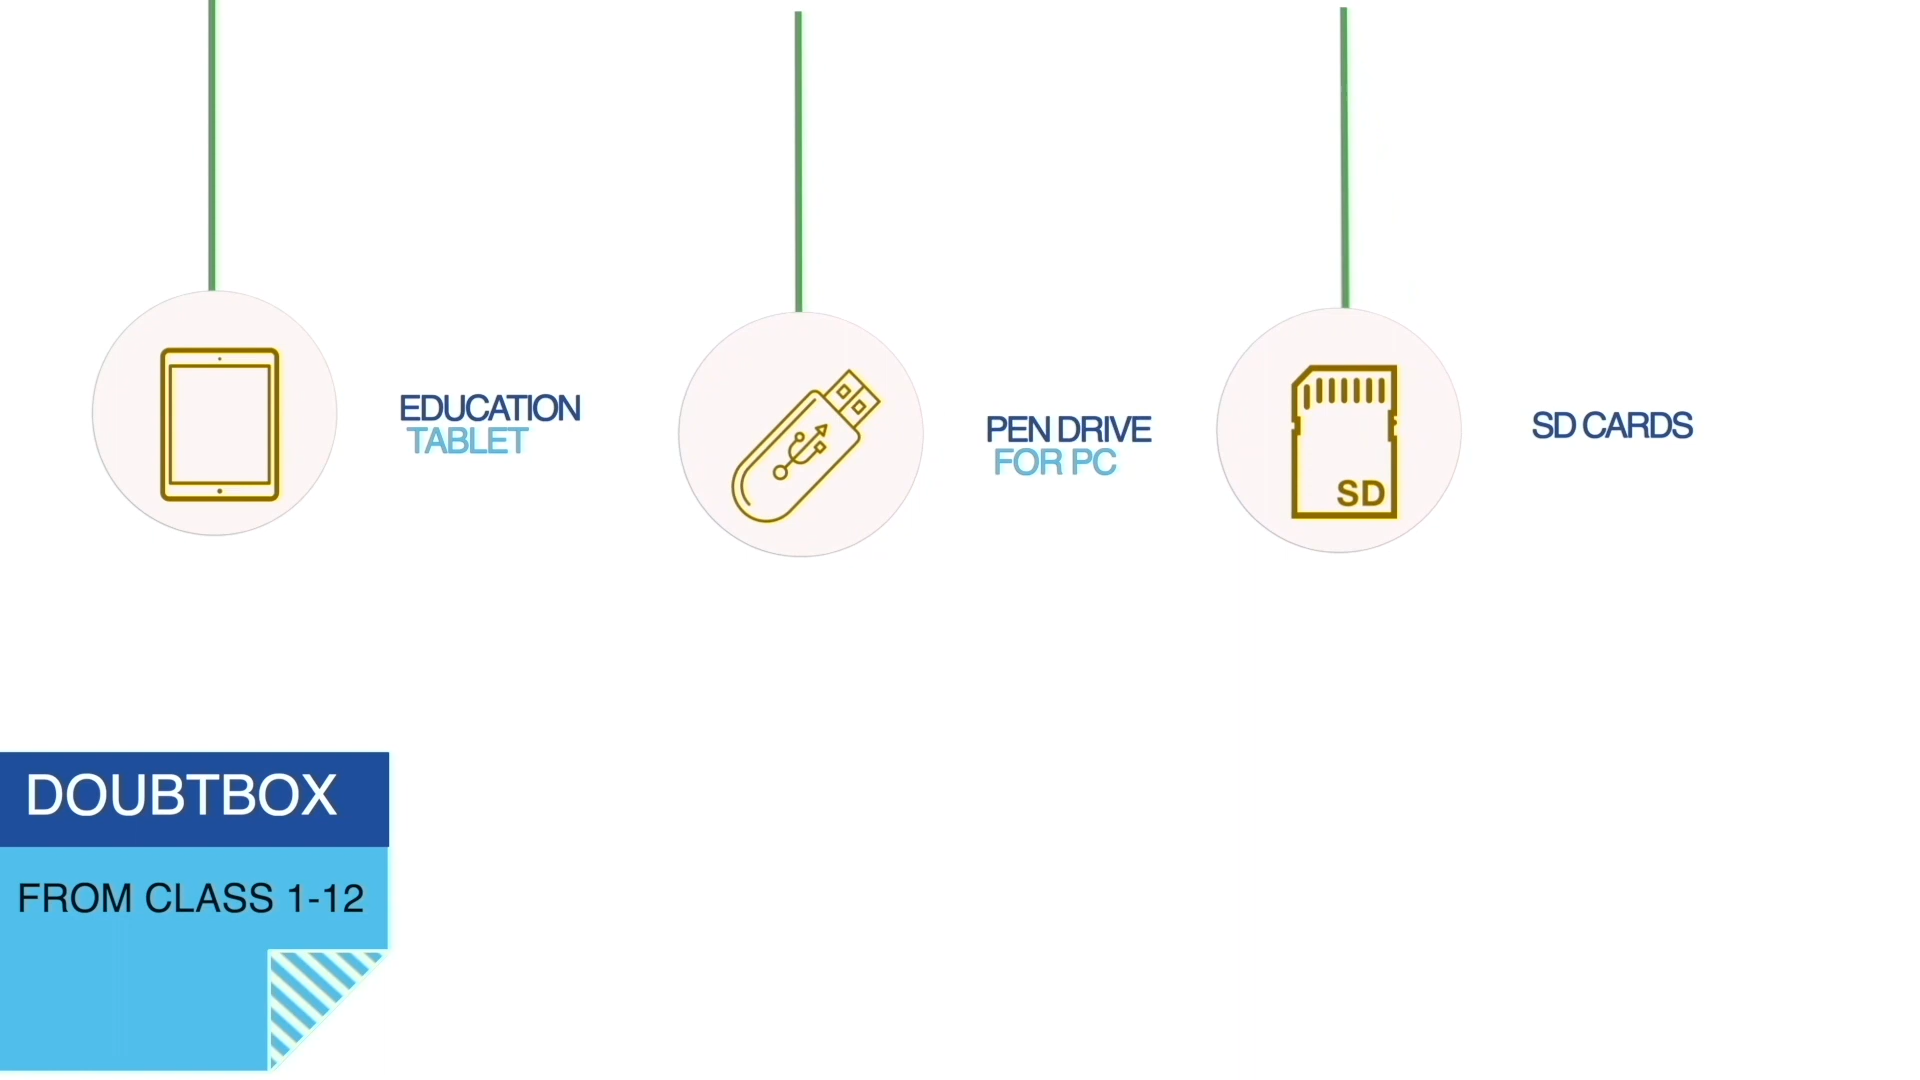 EDUCATION
TABLET
PEN DRIVE
FOR PC
SD
SD CARDS
DOUBTBOX
FROM CLASS 1-12